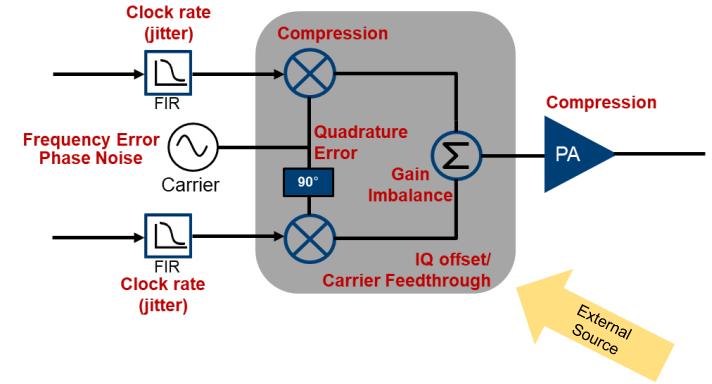 Clock rate
(jitter)
Compression
FIR
Compression
Frequency Error
Phase Noise
Carrier
Quadrature
Error
90°
Σ
PA
Gain
Imbalance
FIR
Clock rate
(jitter)
IQ offset/
Carrier Feedthrough
External
Source